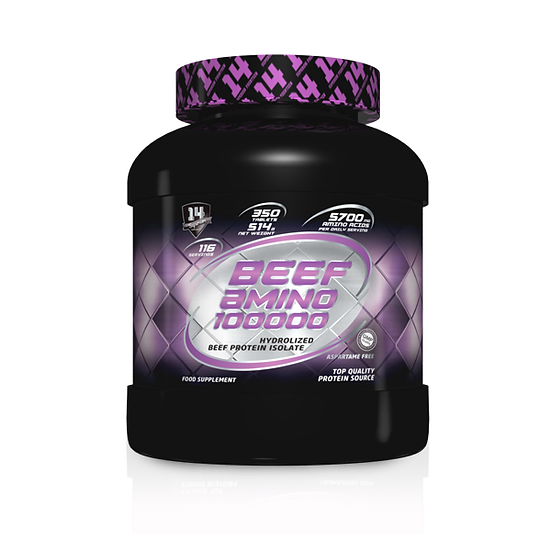 14
350
TABLETS
514g
NET WEIGHT
5700mg
AMINO ACIDS
PER DAILY SERVING
116
SERVINGS
BEEF
AMINO
100000
HYDROLIZED
BEEF PROTEIN ISOLATE
ASPARTAME FREE
FOOD SUPPLEMENT
TOP QUALITY
PROTEIN SOURCE